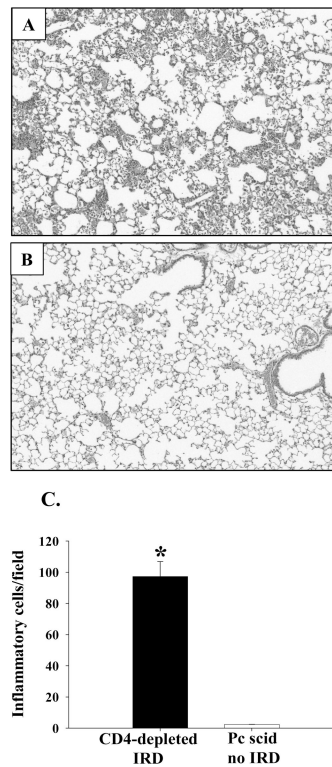 A
B
C.
Inflammatory cells/field
120
100
80
60
40
20
0
*
CD4-depleted
IRD
Pc scid
no IRD